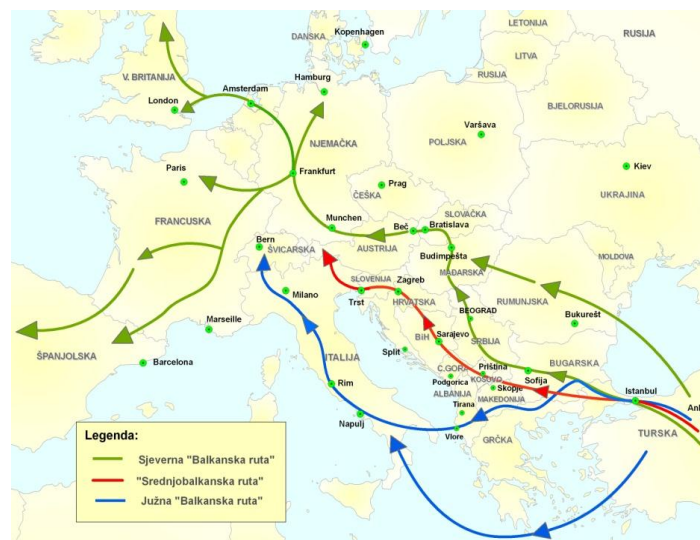 DANSKA
Kopenhagen
LETONIJA
RUSIJA
LITVA
RUSIJA
V. BRITANIJA
Hamburg
Amsterdam
London
BJELORUSIJA
NJEMAČKA
Varšava
POLJSKA
Paris
Frankfurt
Prag
ČEŠKA
Kiev
UKRAJINA
FRANCUSKA
Munchen
Beč
Bratislava
SLOVAČKA
AUSTRIJA
Bern
ŠVICARSKA
Budimpešta
MAĐARSKA
MOLDOVA
SLOVENIJA
Zagreb
Milano
Trst
HRVATSKA
RUMUNJSKA
BEOGRAD
Bukurešt
Marseille
BiH
Sarajevo
SRBIJA
ITALIJA
Split
ŠPANJOLSKA
Barcelona
C.GORA
Priština
KOSOVO
Sofija
BUGARSKA
Podgorica
Skopje
Rim
ALBANIJA
MAKEDONIJA
Istanbul
Ank
Tirana
Napulj
Vlore
GRČKA
TURSKA
Legenda:
Sjeverna "Balkanska ruta"
"Srednjobalkanska ruta"
Južna "Balkanska ruta"